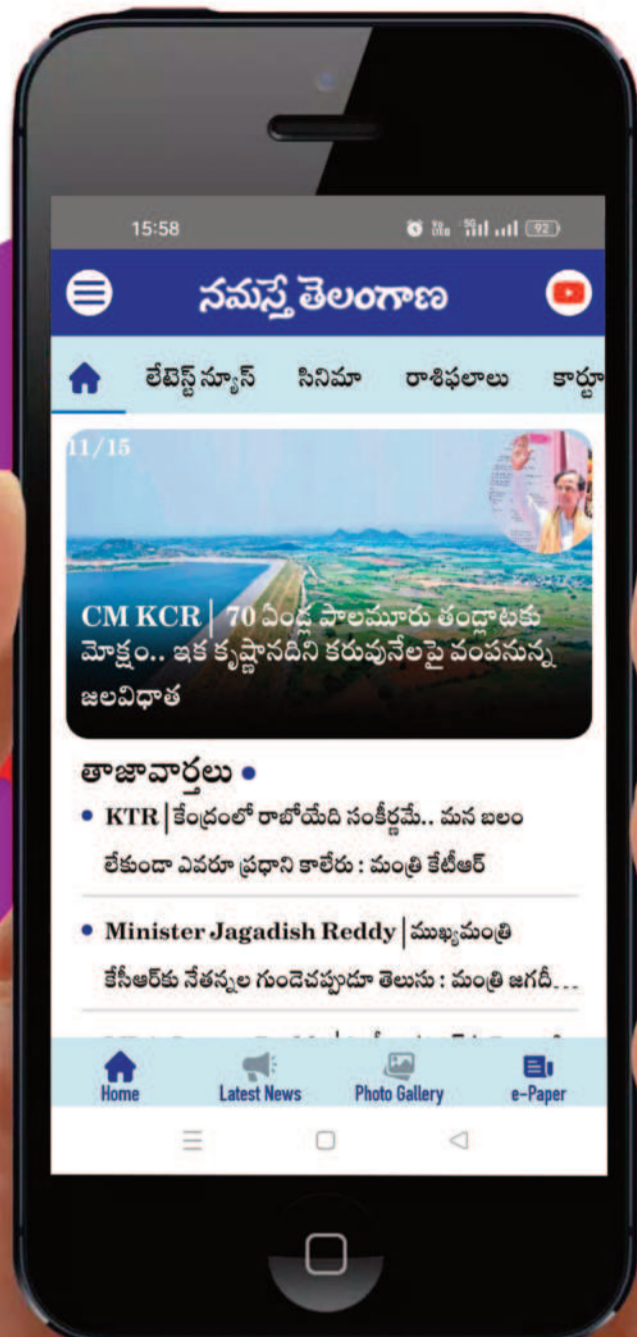 15:58
92
నమస్తే తెలంగాణ
లేటెస్ట్ న్యూస్ సినిమా రాశిఫలాలు కార్టూ
11/15
CM KCR | 70 ఏండ్ల పాలమూరు తండ్లాటకు
మోక్షం.. ఇక కృష్ణానదిని కరువునేలపై వంపనున్న
జలవిధాత
తాజావార్తలు •
• KTR | కేంద్రంలో రాబోయేది సంకీర్ణమే.. మన బలం
లేకుండా ఎవరూ ప్రధాని కాలేరు : మంత్రి కేటీఆర్
• Minister Jagadish Reddy | ముఖ్యమంత్రి
కేసీఆర్‌కు నేతన్నల గుండెచప్పుడూ తెలుసు : మంత్రి జగదీ...
Home Latest News Photo Gallery e-Paper